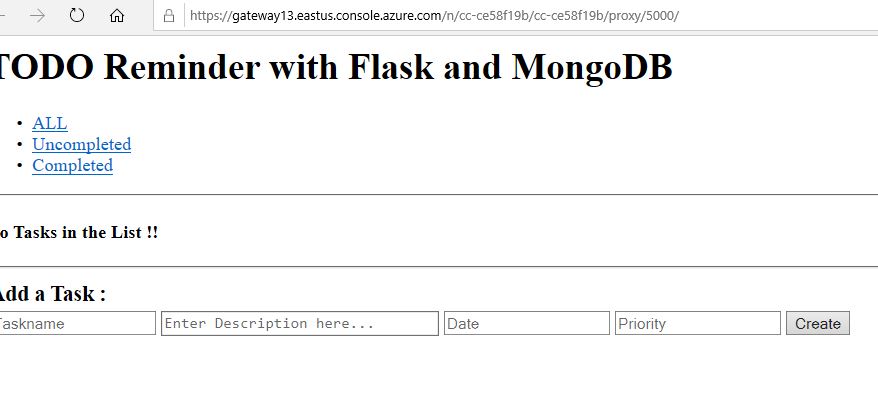 https://gateway13.eastus.console.azure.com/n/cc-ce58f19b/cc-ce58f19b/proxy/5000/
TODO Reminder with Flask and MongoDB
ALL
Uncompleted
Completed
o Tasks in the List !!
Add a Task :
Taskname Enter Description here... Date Priority Create